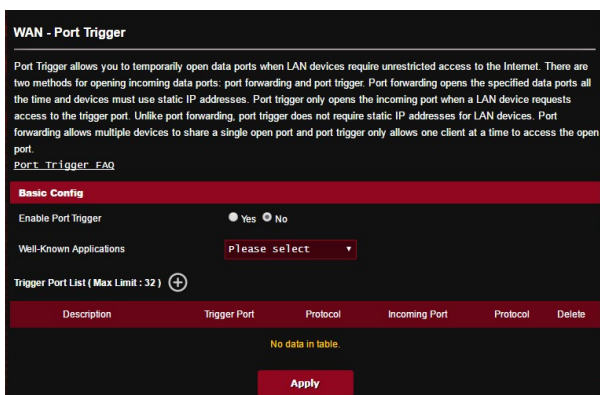 WAN - Port Trigger
Port Trigger allows you to temporarily open data ports when LAN devices require unrestricted access to the Internet. There are
two methods for opening incoming data ports: port forwarding and port trigger. Port forwarding opens the specified data ports all
the time and devices must use static IP addresses. Port trigger only opens the incoming port when a LAN device requests
access to the trigger port. Unlike port forwarding, port trigger does not require static IP addresses for LAN devices. Port
forwarding allows multiple devices to share a single open port and port trigger only allows one client at a time to access the open
port.
Port Trigger FAQ
Basic Config
Enable Port Trigger Yes No
Well-Known Applications Please select
Trigger Port List ( Max Limit : 32 )
Description Trigger Port Protocol Incoming Port Protocol Delete
No data in table.
Apply